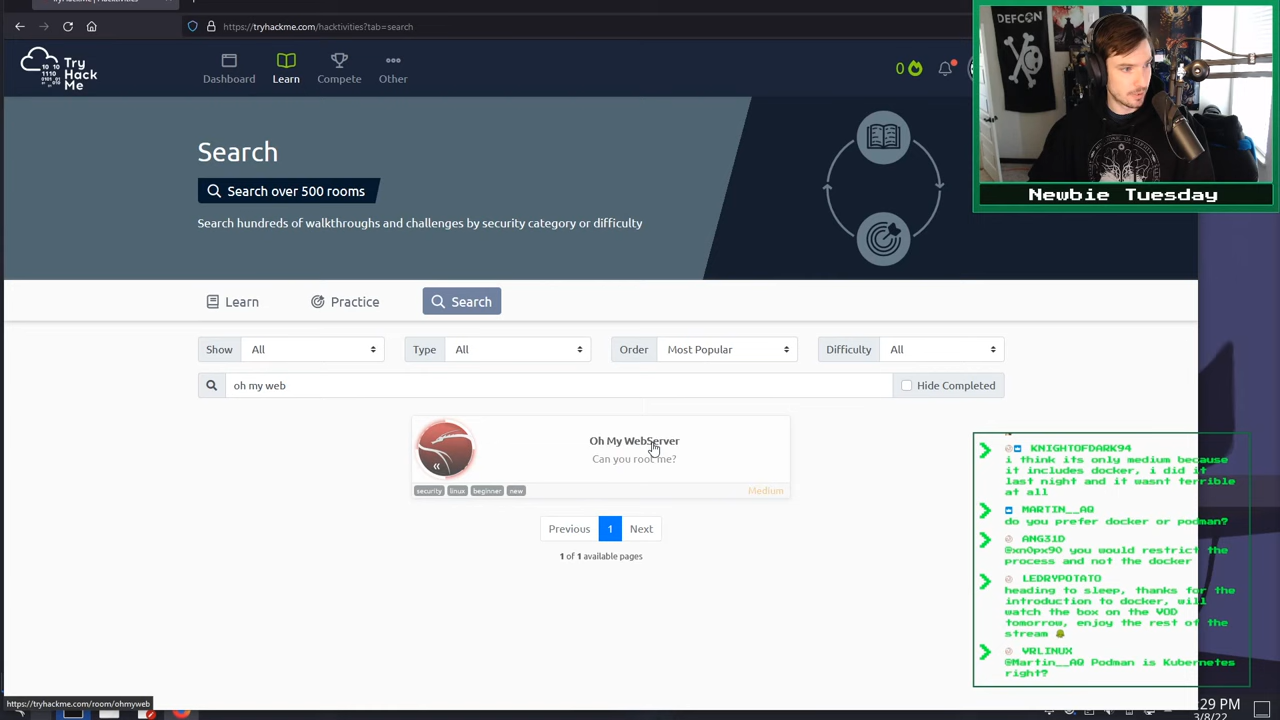 https://tryhackme.com/hacktivities?tab=search
Try
Hack
Me
Dashboard
Learn
Compete
Other
0
DEFCON
Newbie Tuesday
Search
Search over 500 rooms
Search hundreds of walkthroughs and challenges by security category or difficulty
Learn
Practice
Search
Show
All
Type
All
Order
Most Popular
Difficulty
All
oh my web
Hide Completed
Oh My WebServer
Can you root me?
security
linux
beginner
new
Medium
Previous
1
Next
1 of 1 available pages
KNIGHTOFDARK94
i think its only medium because
it includes docker, i did it
last night and it wasnt terrible
at all
MARTIN__AQ
do you prefer docker or podman?
ANG31D
@xn0px90 you would restrict the
process and not the docker
LEDRYPOTATO
heading to sleep, thanks for the
introduction to docker, will
watch the box on the VOD
tomorrow, enjoy the rest of the
stream
VRLINUX
@Martin__AQ Podman is Kubernetes
right?
https://tryhackme.com/room/ohmyweb
:29 PM
3/8/22